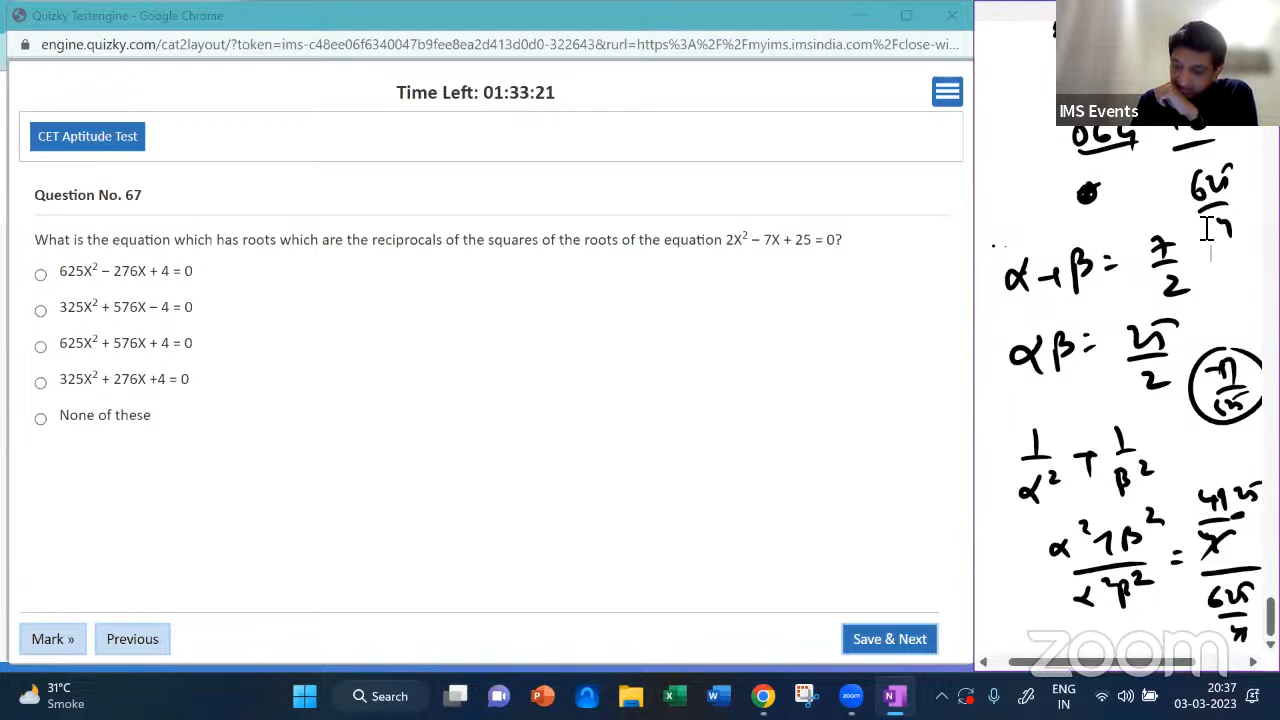 Quizky Testengine - Google Chrome
engine.quizky.com/cat2layout/?token=ims-c48ee06f6340047b9fee8ea2d413d0d0-322643&rurl=https%3A%2F%2Fmyims.imsindia.com%2Fclose-wi...
Time Left: 01:33:21
CET Aptitude Test
Question No. 67
What is the equation which has roots which are the reciprocals of the squares of the roots of the equation 2X² − 7X + 25 = 0?
625X² − 276X + 4 = 0
325X² + 576X − 4 = 0
625X² + 576X + 4 = 0
325X² + 276X +4 = 0
None of these
Mark »
Previous
Save & Next
IMS Events
625
α + β = 7/2
αβ = 25/2
1/α² + 1/β²
α² + β²
α²β²
=
49
25
625
zoom
31°C
Smoke
Search
ENG
IN
20:37
03-03-2023